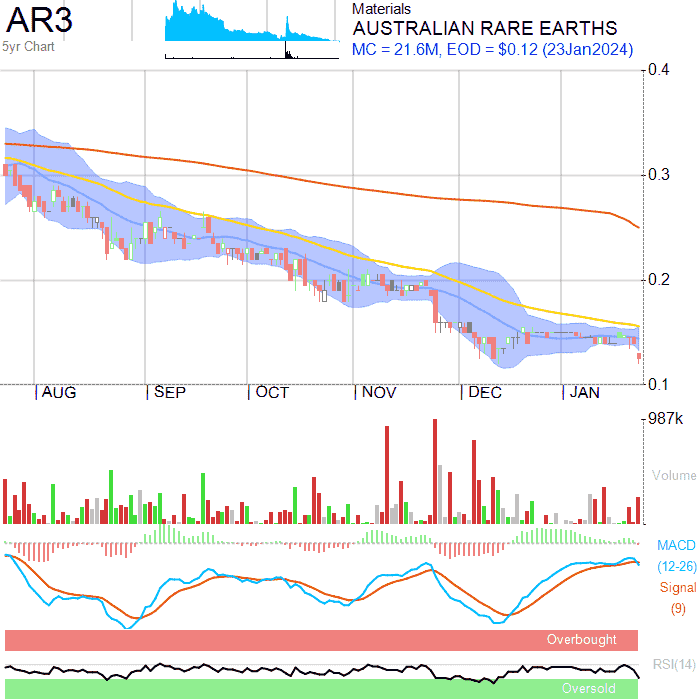 AR3
5yr Chart
Materials
AUSTRALIAN RARE EARTHS
MC = 21.6M, EOD = $0.12 (23Jan2024)
0.4
0.3
0.2
0.1
AUG
SEP
OCT
NOV
DEC
JAN
987k
Volume
MACD
(12-26)
Signal
(9)
Overbought
RSI(14)
Oversold